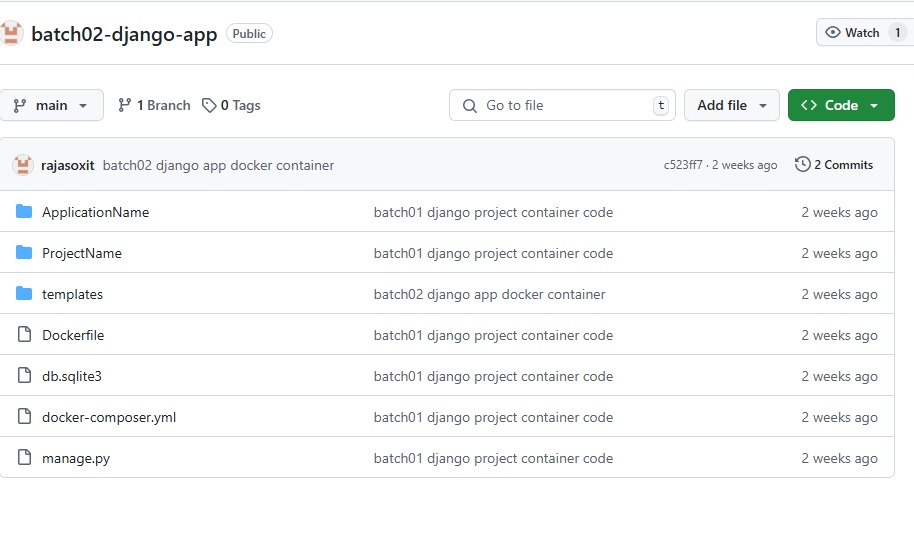 batch02-django-app Public Watch 1
main 1 Branch 0 Tags Go to file t Add file Code
rajasoxit batch02 django app docker container c523ff7 · 2 weeks ago 2 Commits
ApplicationName batch01 django project container code 2 weeks ago
ProjectName batch01 django project container code 2 weeks ago
templates batch02 django app docker container 2 weeks ago
Dockerfile batch01 django project container code 2 weeks ago
db.sqlite3 batch01 django project container code 2 weeks ago
docker-composer.yml batch01 django project container code 2 weeks ago
manage.py batch01 django project container code 2 weeks ago